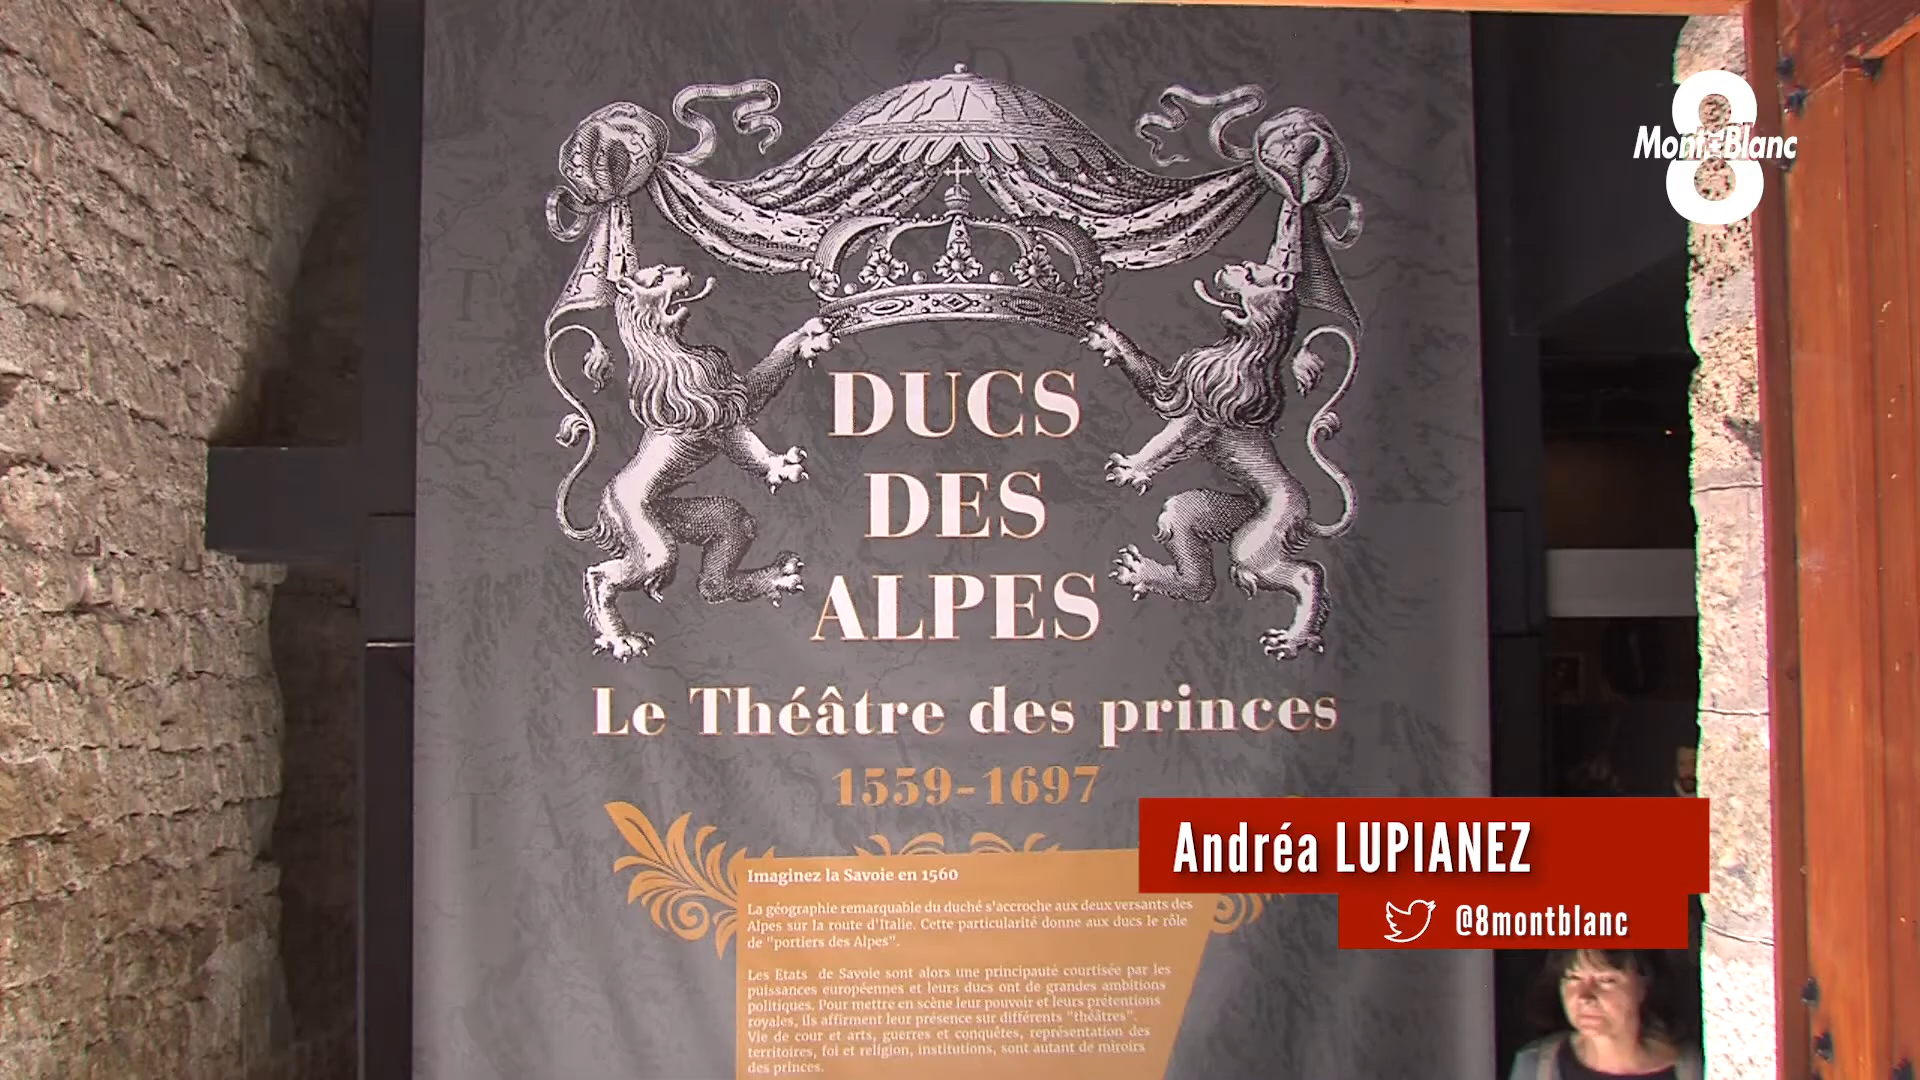 8
Mont-Blanc
DUCS
DES
ALPES
Le Théâtre des princes
1559-1697
Imaginez la Savoie en 1560
La géographie remarquable du duché s'accroche aux deux versants des
Alpes sur la route d'Italie. Cette particularité donne aux ducs le rôle
de "portiers des Alpes".
Les Etats de Savoie sont alors une principauté courtisée par les
puissances européennes et leurs ducs ont de grandes ambitions
politiques. Pour mettre en scène leur pouvoir et leurs prétentions
royales, ils affirment leur présence sur différents "théâtres".
Vie de cour et arts, guerres et conquêtes, représentation des
territoires, foi et religion, institutions, sont autant de miroirs
des princes.
Andréa LUPIANEZ
@8montblanc